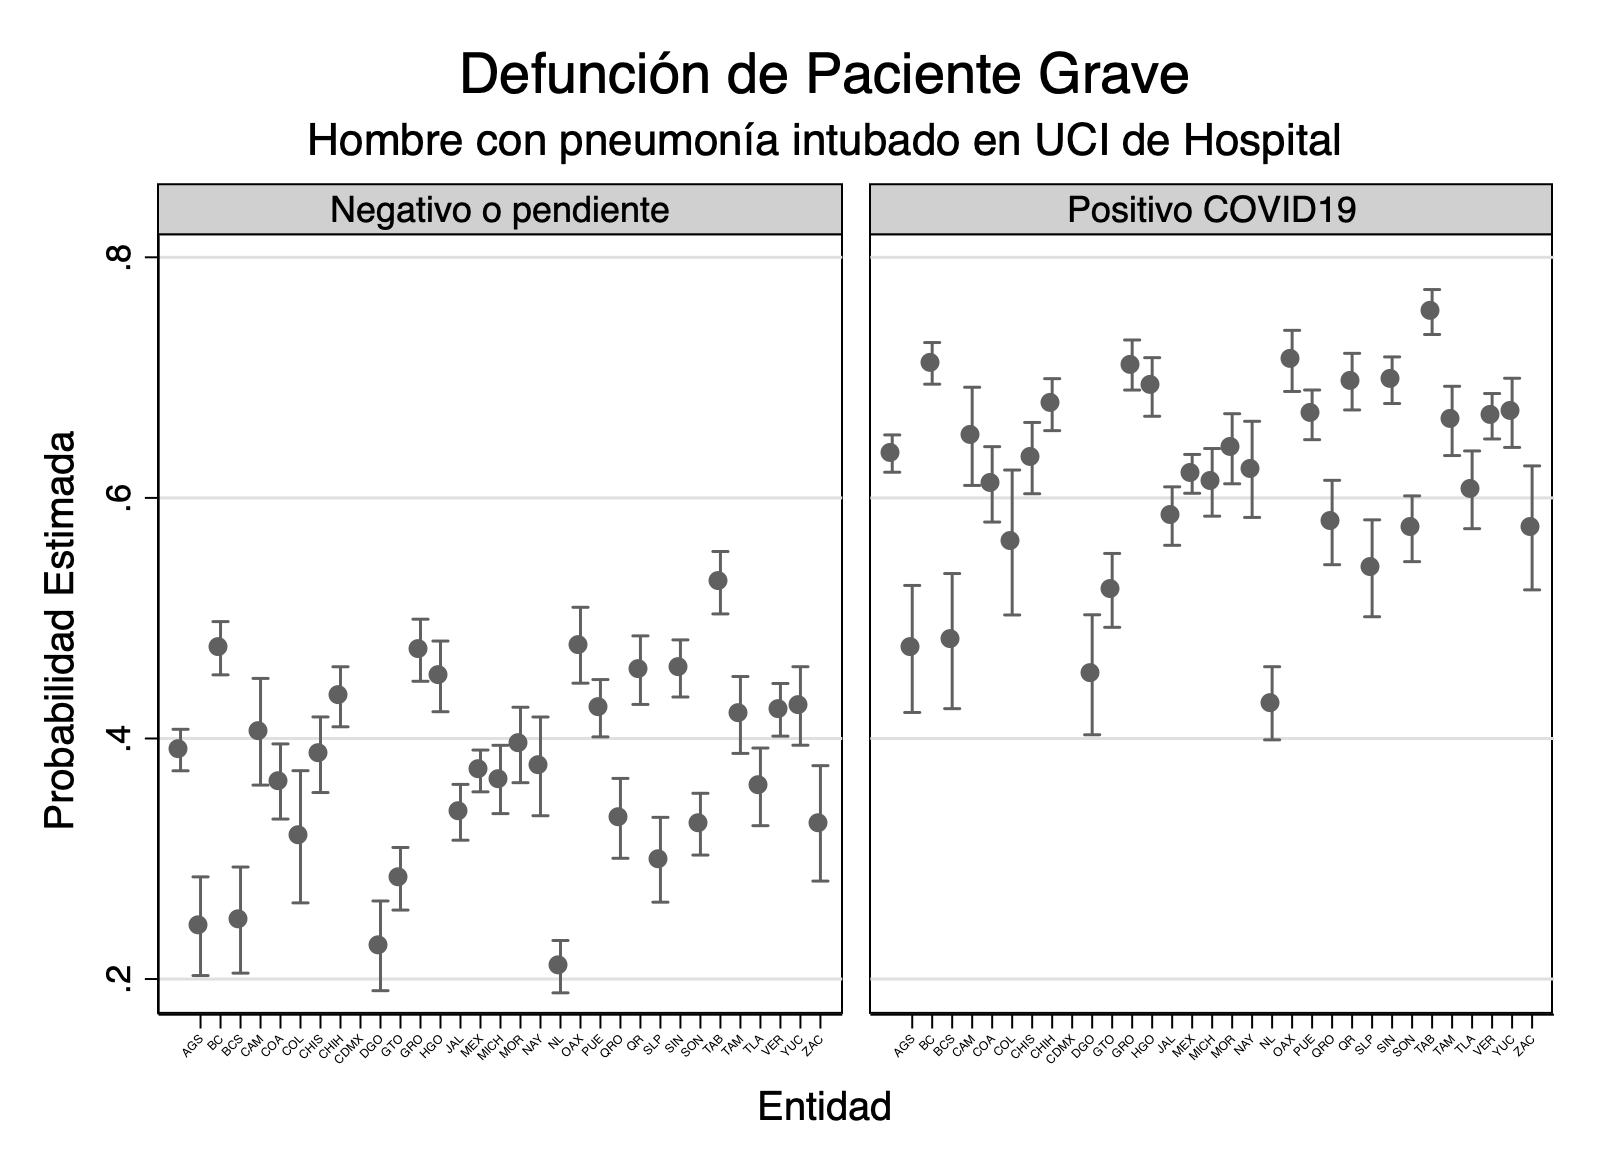 Defunción de Paciente Grave
Hombre con pneumonía intubado en UCI de Hospital
Negativo o pendiente
Positivo COVID19
Probabilidad Estimada
.8
.6
.4
.2
AGS BC BCS CAM COA COL CHIS CHIH CDMX DGO GTO GRO HGO JAL MEX MICH MOR NAY NL OAX PUE QRO QR SLP SIN SON TAB TAM TLA VER YUC ZAC
AGS BC BCS CAM COA COL CHIS CHIH CDMX DGO GTO GRO HGO JAL MEX MICH MOR NAY NL OAX PUE QRO QR SLP SIN SON TAB TAM TLA VER YUC ZAC
Entidad